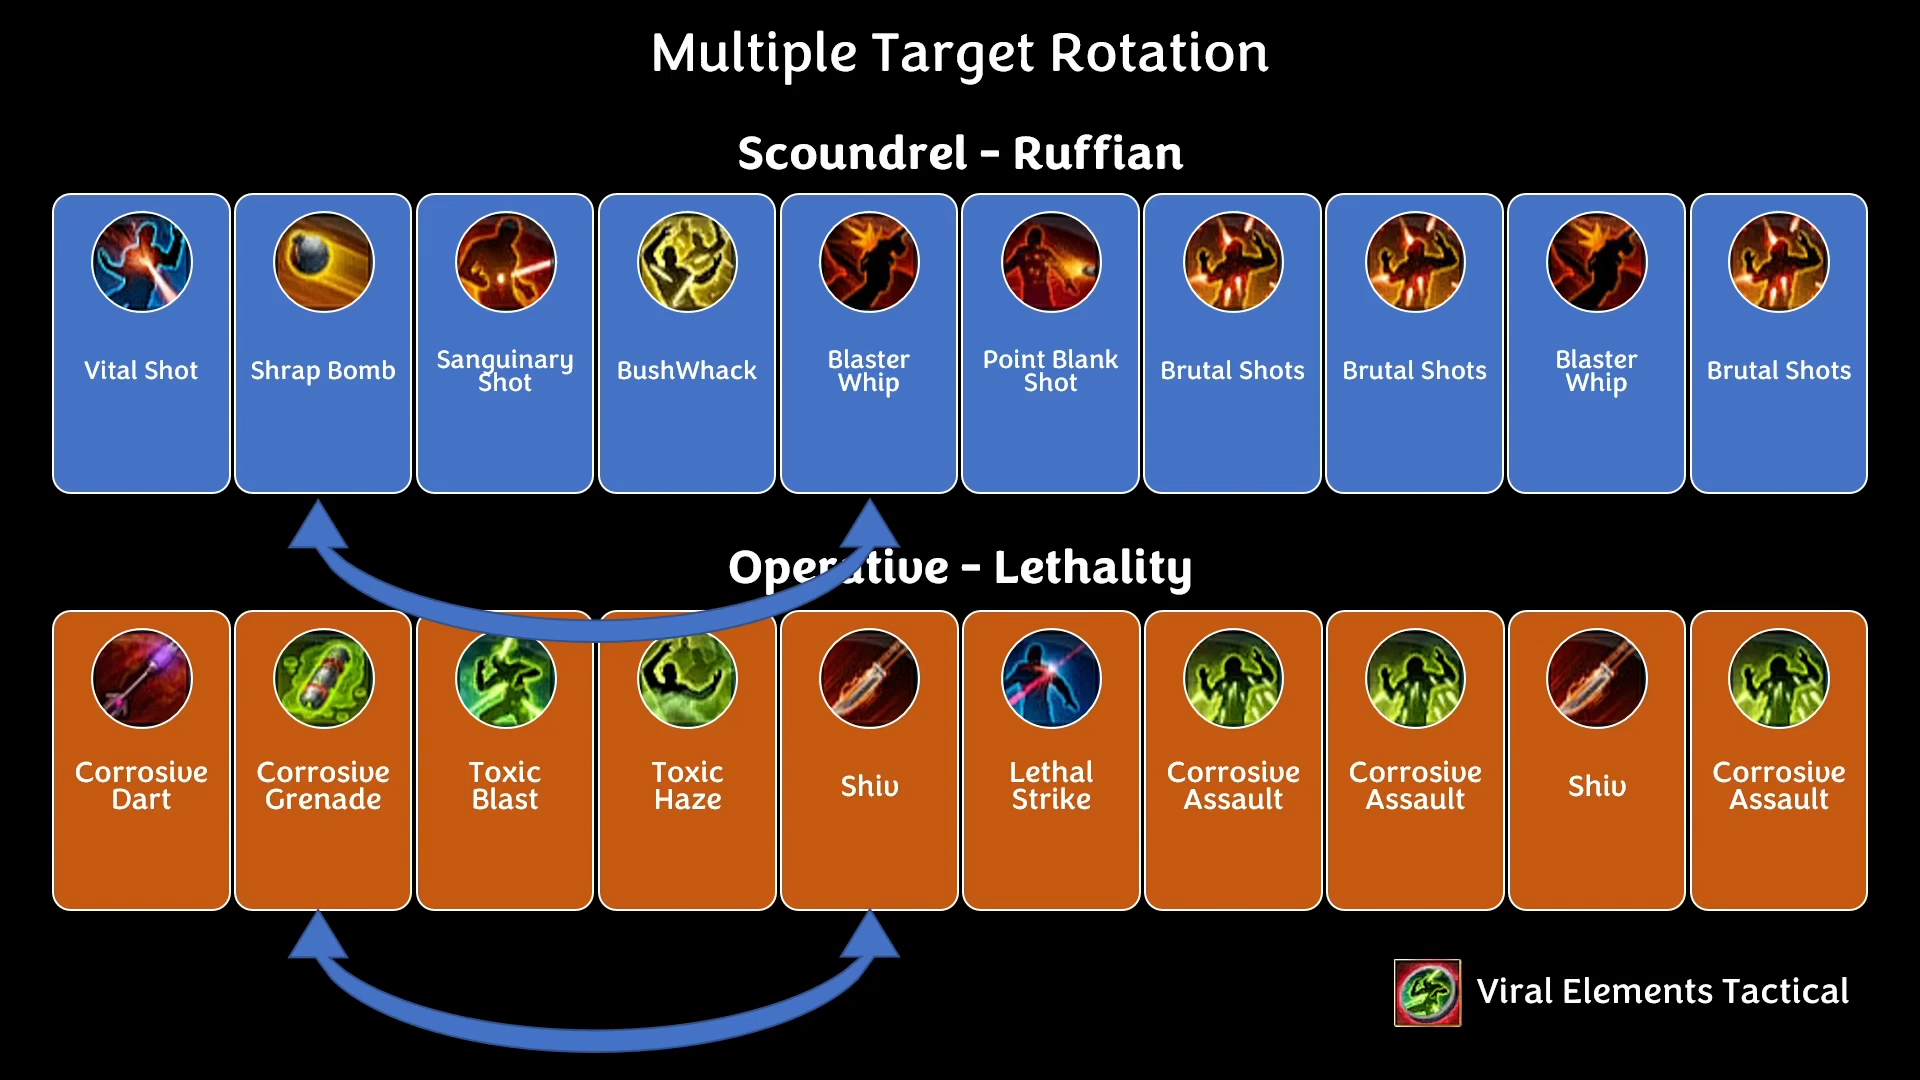 Multiple Target Rotation
Scoundrel - Ruffian
Vital Shot
Shrap Bomb
Sanguinary
Shot
BushWhack
Blaster
Whip
Point Blank
Shot
Brutal Shots
Brutal Shots
Blaster
Whip
Brutal Shots
Operative - Lethality
Corrosive
Dart
Corrosive
Grenade
Toxic
Blast
Toxic
Haze
Shiv
Lethal
Strike
Corrosive
Assault
Corrosive
Assault
Shiv
Corrosive
Assault
Viral Elements Tactical